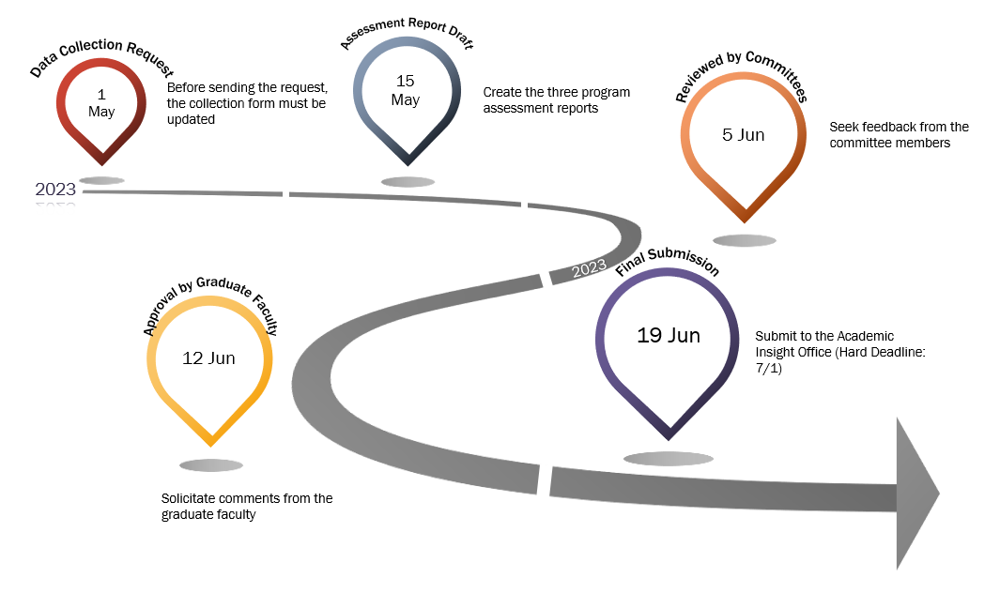 Data Collection Request
1
May
Before sending the request,
the collection form must be
updated
Assessment Report Draft
15
May
Create the three program
assessment reports
Reviewed by Committees
5 Jun
Seek feedback from the
committee members
2023
2023
Final Submission
19 Jun
Submit to the Academic
Insight Office (Hard Deadline:
7/1)
Approval by Graduate Faculty
12 Jun
Solicitate comments from the
graduate faculty